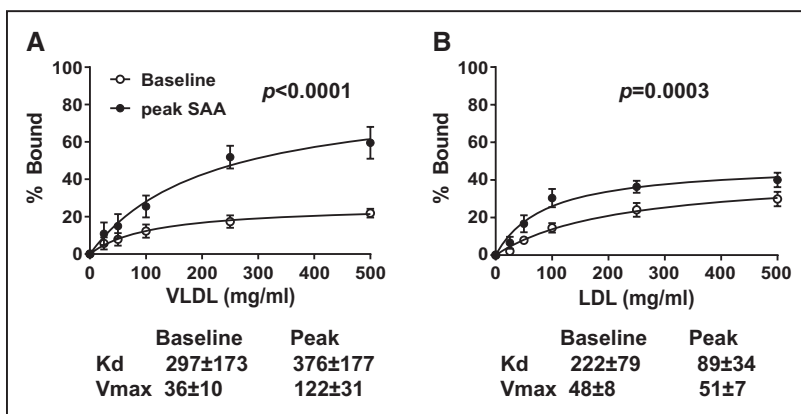 A
100
80
60
40
20
0
% Bound
Baseline
peak SAA
p<0.0001
0 100 200 300 400 500
VLDL (mg/ml)
Baseline Peak
Kd 297±173 376±177
Vmax 36±10 122±31
B
100
80
60
40
20
0
% Bound
p=0.0003
0 100 200 300 400 500
LDL (mg/ml)
Baseline Peak
Kd 222±79 89±34
Vmax 48±8 51±7